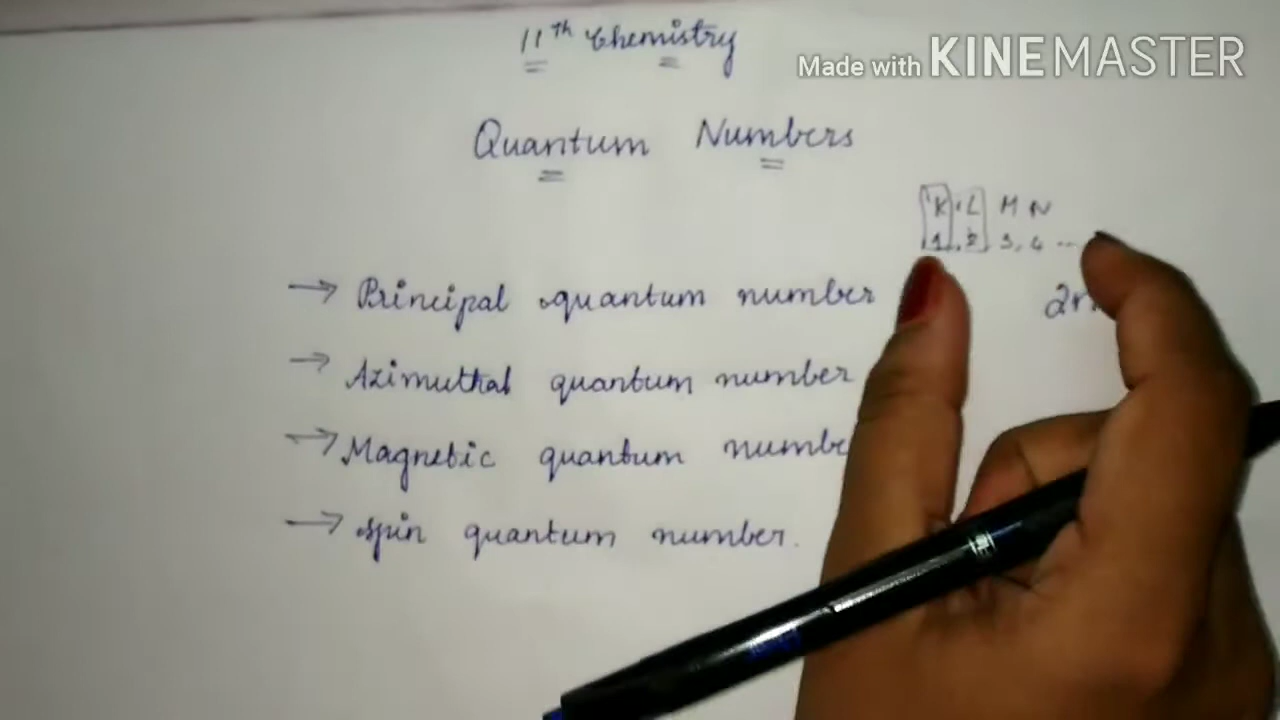 11th Chemistry
Made with KINEMASTER
Quantum Numbers
K L M N
1, 2, 3, 4 ...
→ Principal quantum number
→ Azimuthal quantum number
→ Magnetic quantum numbe
→ Spin quantum number.